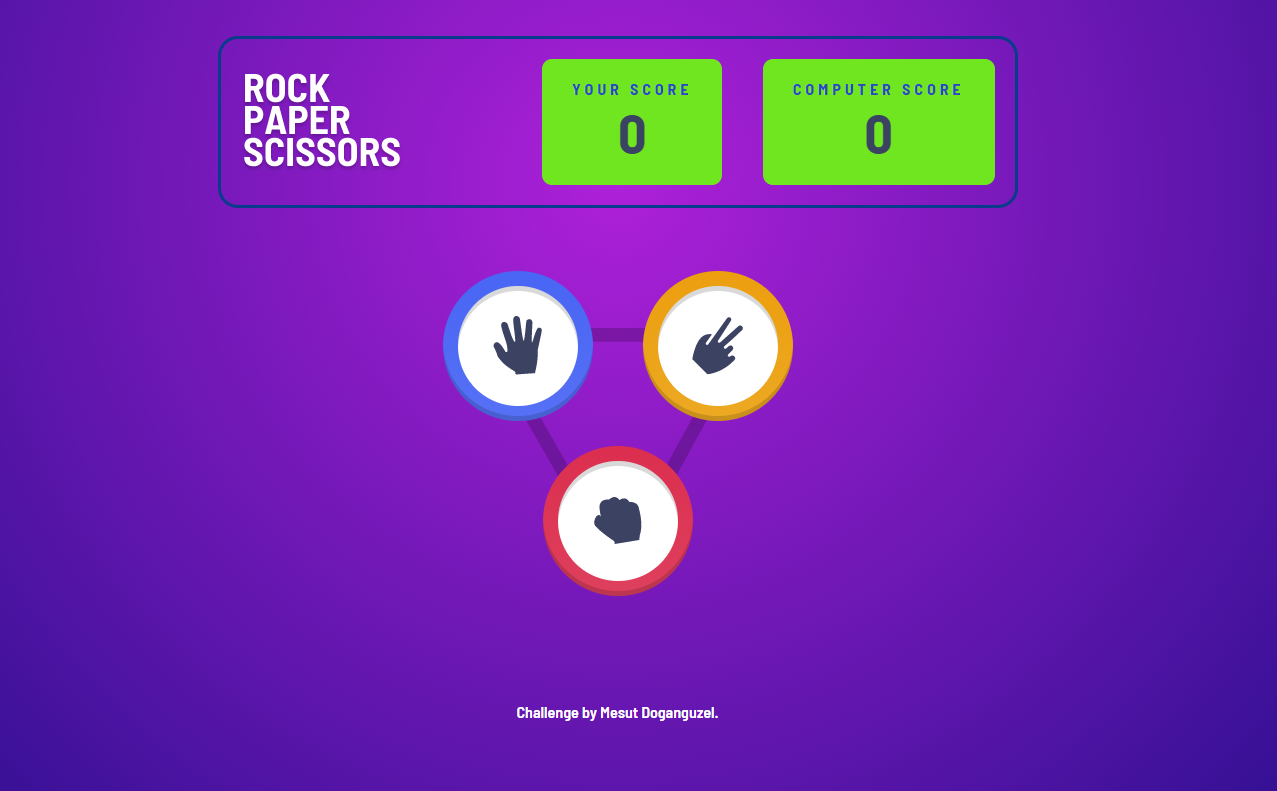 ROCK
PAPER
SCISSORS
YOUR SCORE
0
COMPUTER SCORE
0
Challenge by Mesut Doganguzel.